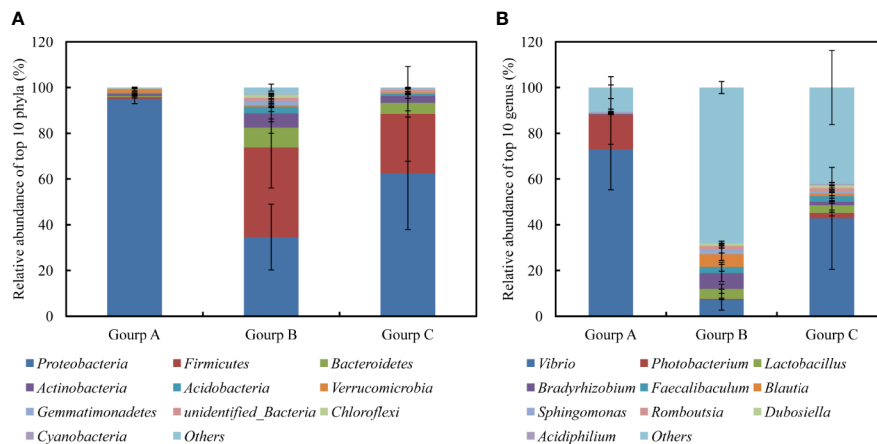 A
B
Relative abundance of top 10 phyla (%)
120
100
80
60
40
20
0
Gourp A
Gourp B
Gourp C
Proteobacteria
Firmicutes
Bacteroidetes
Actinobacteria
Acidobacteria
Verrucomicrobia
Gemmatimonadetes
unidentified_Bacteria
Chloroflexi
Cyanobacteria
Others
Relative abundance of top 10 genus (%)
120
100
80
60
40
20
0
Gourp A
Gourp B
Gourp C
Vibrio
Photobacterium
Lactobacillus
Bradyrhizobium
Faecalibaculum
Blautia
Sphingomonas
Romboutsia
Dubosiella
Acidiphilium
Others